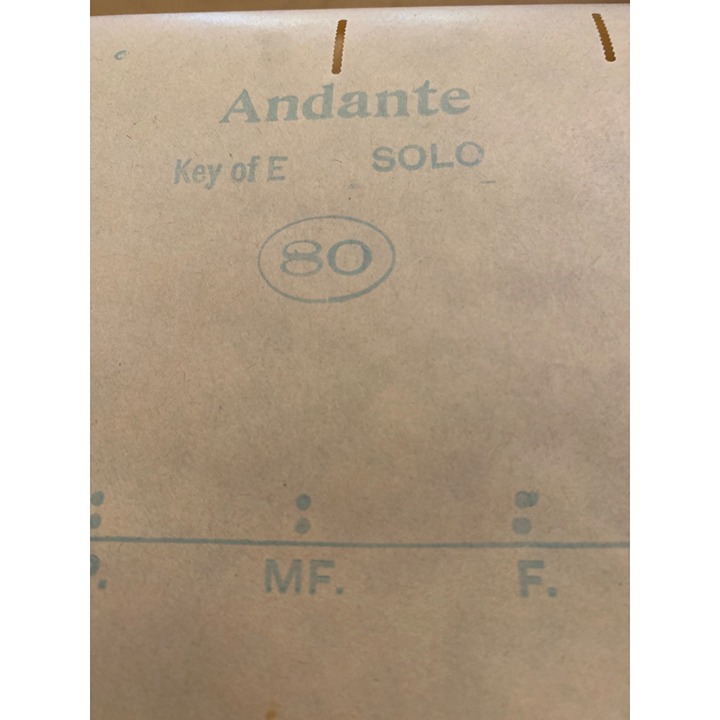 Andante
Key of E SOLO
80
P. MF. F.